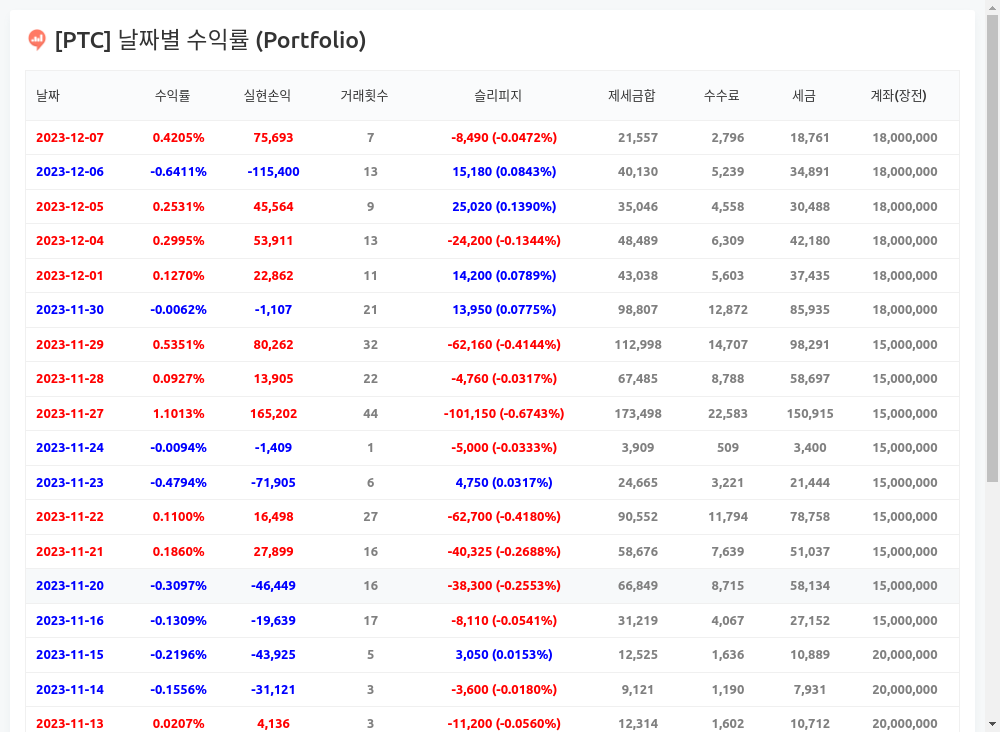 [PTC] 날짜별 수익률 (Portfolio)
날짜 수익률 실현손익 거래횟수 슬리피지 제세금합 수수료 세금 계좌(장전)
2023-12-07 0.4205% 75,693 7 -8,490 (-0.0472%) 21,557 2,796 18,761 18,000,000
2023-12-06 -0.6411% -115,400 13 15,180 (0.0843%) 40,130 5,239 34,891 18,000,000
2023-12-05 0.2531% 45,564 9 25,020 (0.1390%) 35,046 4,558 30,488 18,000,000
2023-12-04 0.2995% 53,911 13 -24,200 (-0.1344%) 48,489 6,309 42,180 18,000,000
2023-12-01 0.1270% 22,862 11 14,200 (0.0789%) 43,038 5,603 37,435 18,000,000
2023-11-30 -0.0062% -1,107 21 13,950 (0.0775%) 98,807 12,872 85,935 18,000,000
2023-11-29 0.5351% 80,262 32 -62,160 (-0.4144%) 112,998 14,707 98,291 15,000,000
2023-11-28 0.0927% 13,905 22 -4,760 (-0.0317%) 67,485 8,788 58,697 15,000,000
2023-11-27 1.1013% 165,202 44 -101,150 (-0.6743%) 173,498 22,583 150,915 15,000,000
2023-11-24 -0.0094% -1,409 1 -5,000 (-0.0333%) 3,909 509 3,400 15,000,000
2023-11-23 -0.4794% -71,905 6 4,750 (0.0317%) 24,665 3,221 21,444 15,000,000
2023-11-22 0.1100% 16,498 27 -62,700 (-0.4180%) 90,552 11,794 78,758 15,000,000
2023-11-21 0.1860% 27,899 16 -40,325 (-0.2688%) 58,676 7,639 51,037 15,000,000
2023-11-20 -0.3097% -46,449 16 -38,300 (-0.2553%) 66,849 8,715 58,134 15,000,000
2023-11-16 -0.1309% -19,639 17 -8,110 (-0.0541%) 31,219 4,067 27,152 15,000,000
2023-11-15 -0.2196% -43,925 5 3,050 (0.0153%) 12,525 1,636 10,889 20,000,000
2023-11-14 -0.1556% -31,121 3 -3,600 (-0.0180%) 9,121 1,190 7,931 20,000,000
2023-11-13 0.0207% 4,136 3 -11,200 (-0.0560%) 12,314 1,602 10,712 20,000,000